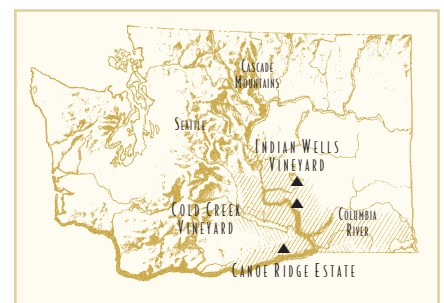 Cascade
Mountains
Seattle
Indian Wells
Vineyard
Cold Creek
Vineyard
Columbia
River
Canoe Ridge Estate